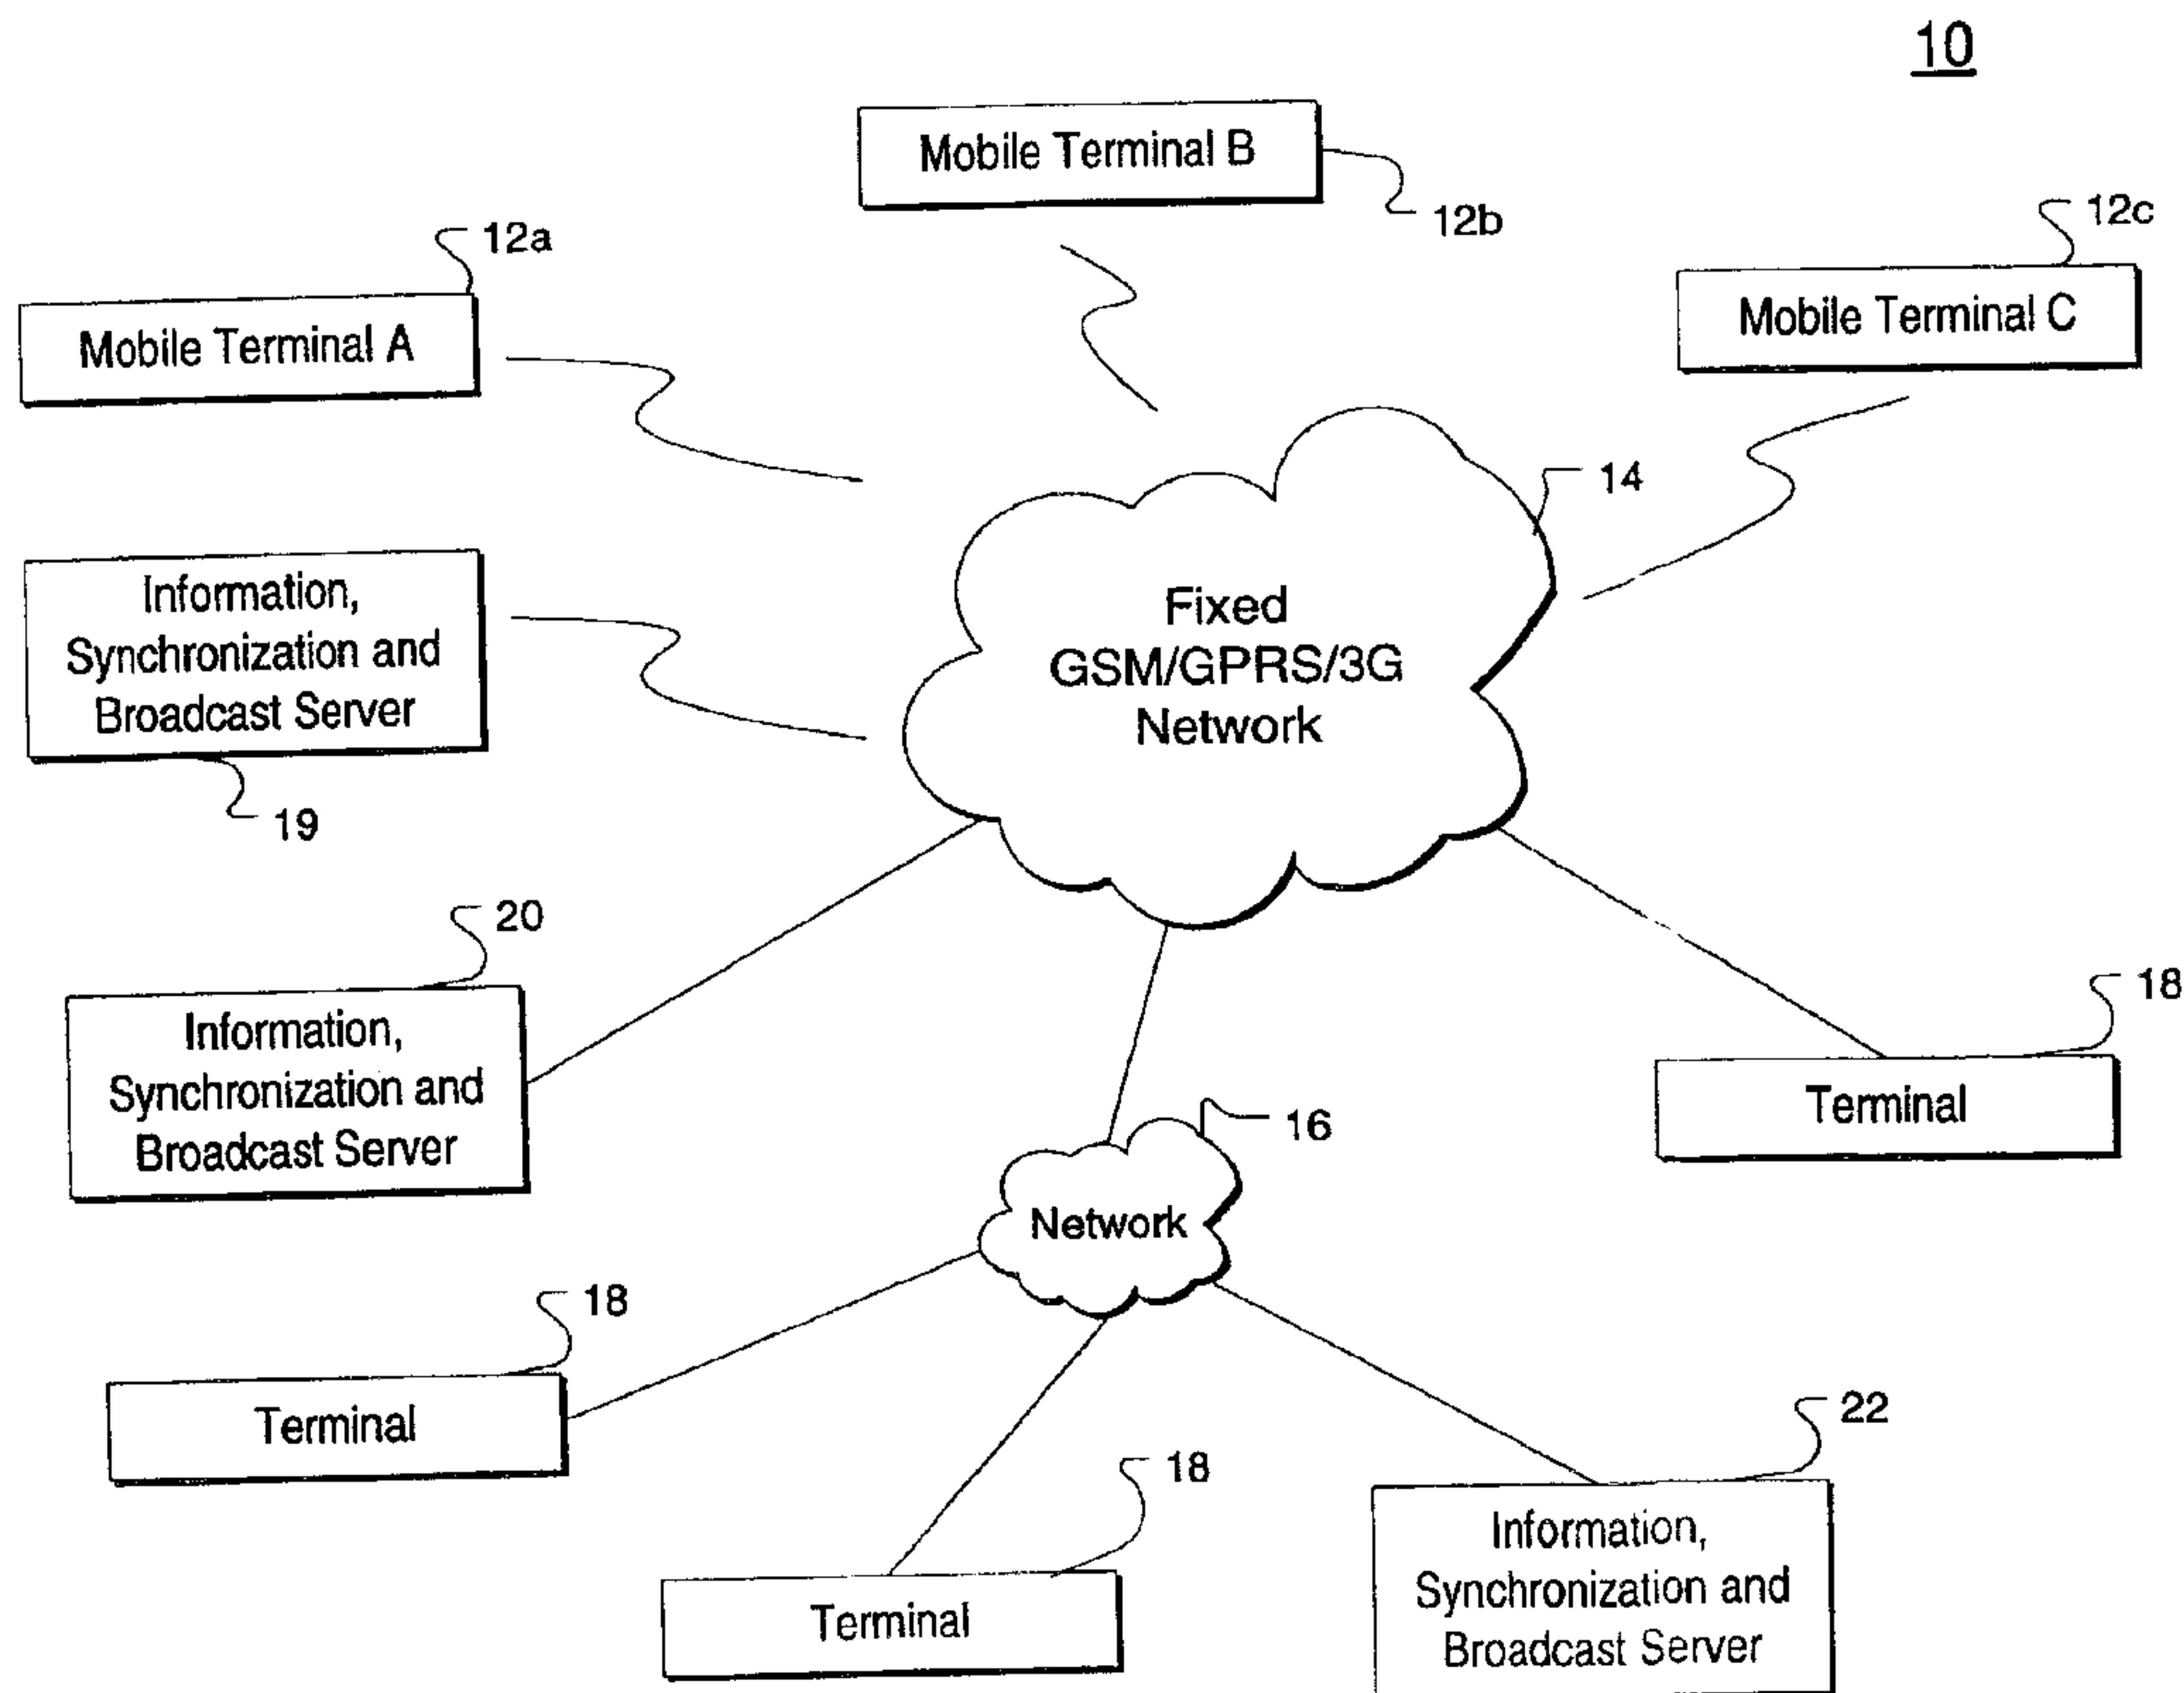 10
Mobile Terminal B
12b
12c
12a
Mobile Terminal A
Mobile Terminal C
14
Fixed
GSM/GPRS/3G
Network
Information,
Synchronization and
Broadcast Server
19
20
Information,
Synchronization and
Broadcast Server
18
Terminal
16
Network
18
Terminal
18
Terminal
22
Information,
Synchronization and
Broadcast Server